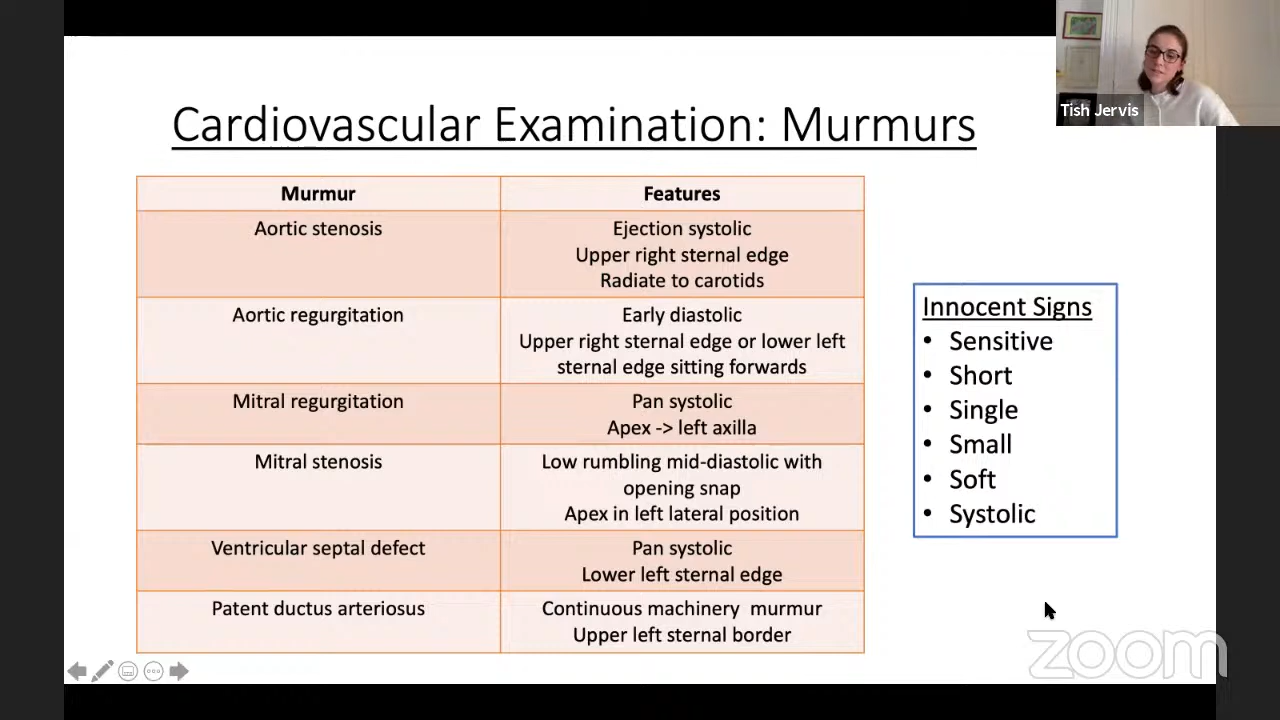 Tish Jervis
Cardiovascular Examination: Murmurs
Murmur
Features
Aortic stenosis
Ejection systolic
Upper right sternal edge
Radiate to carotids
Aortic regurgitation
Early diastolic
Upper right sternal edge or lower left
sternal edge sitting forwards
Mitral regurgitation
Pan systolic
Apex -> left axilla
Mitral stenosis
Low rumbling mid-diastolic with
opening snap
Apex in left lateral position
Ventricular septal defect
Pan systolic
Lower left sternal edge
Patent ductus arteriosus
Continuous machinery  murmur
Upper left sternal border
Innocent Signs
• Sensitive
• Short
• Single
• Small
• Soft
• Systolic
zoom